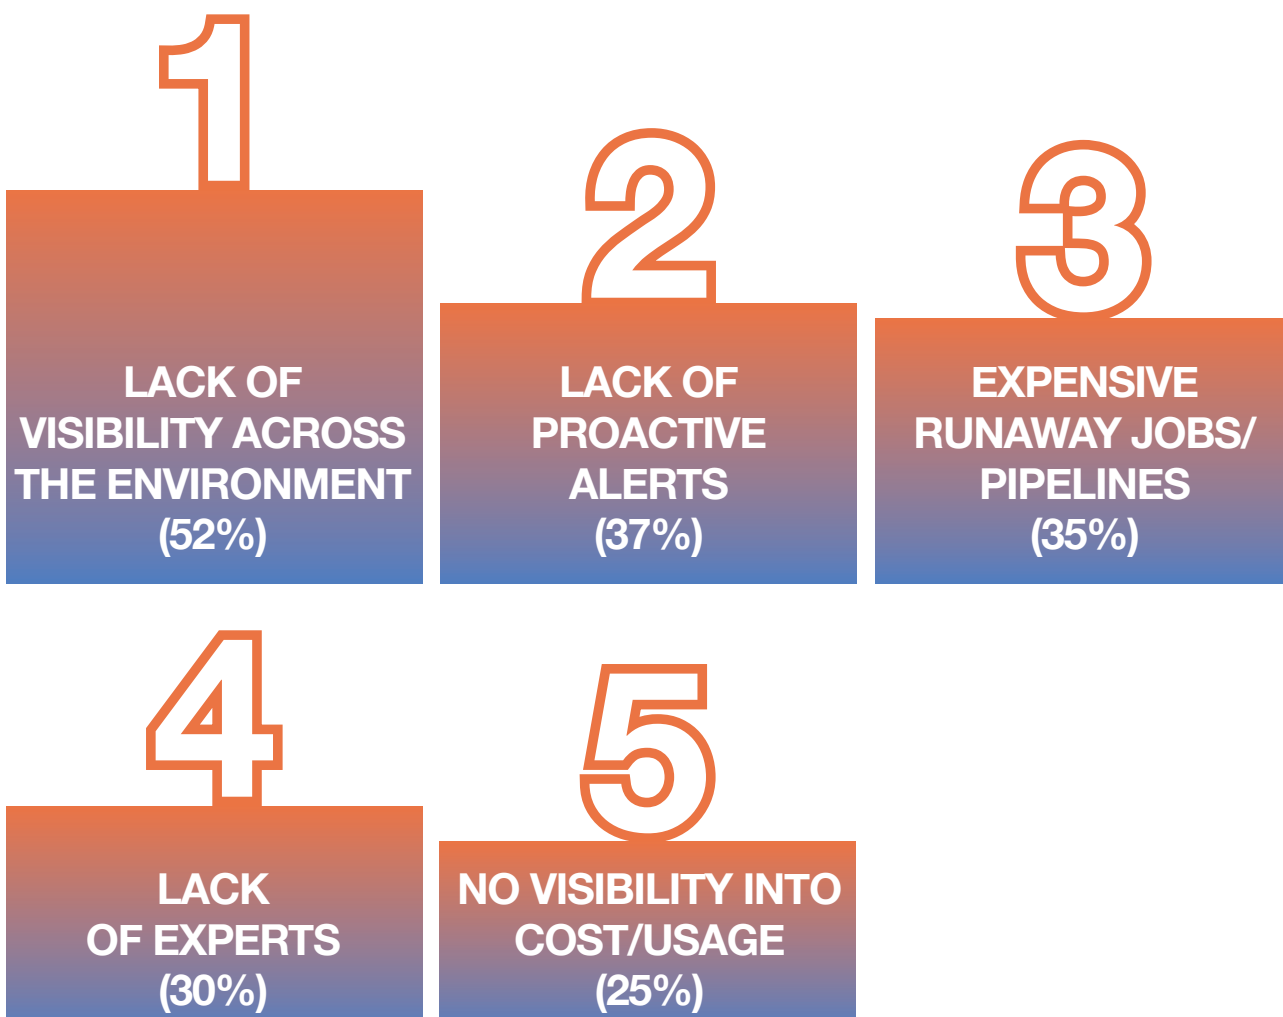 1
LACK OF
VISIBILITY ACROSS
THE ENVIRONMENT
(52%)
2
LACK OF
PROACTIVE
ALERTS
(37%)
3
EXPENSIVE
RUNAWAY JOBS/
PIPELINES
(35%)
4
LACK
OF EXPERTS
(30%)
5
NO VISIBILITY INTO
COST/USAGE
(25%)